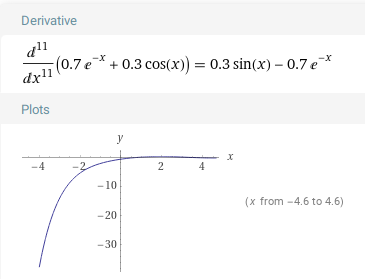 Derivative
d^11/dx^11 (0.7 e^-x + 0.3 cos(x)) = 0.3 sin(x) − 0.7 e^-x
Plots
y
x
−4 −2 2 4
−10
−20
−30
(x from −4.6 to 4.6)